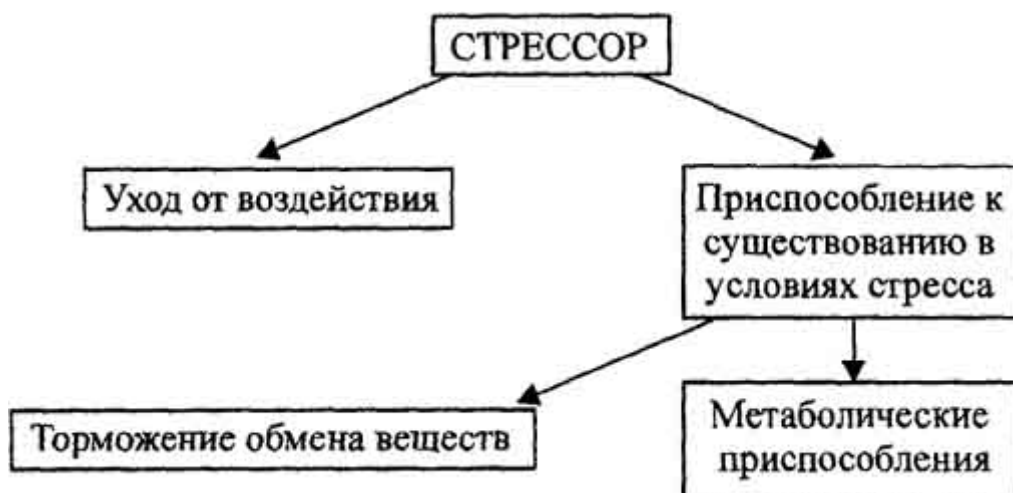 СТРЕССОР
Уход от воздействия
Приспособление к
существованию в
условиях стресса
Торможение обмена веществ
Метаболические
приспособления